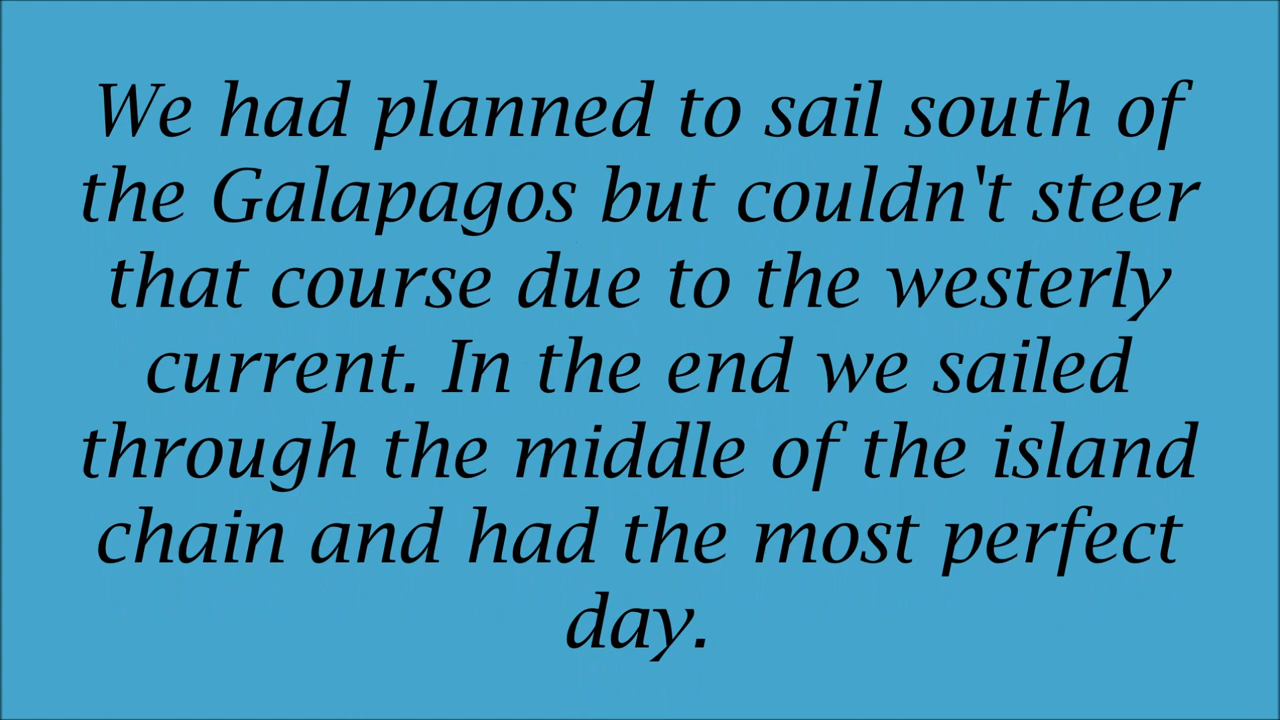 We had planned to sail south of
the Galapagos but couldn't steer
that course due to the westerly
current. In the end we sailed
through the middle of the island
chain and had the most perfect
day.